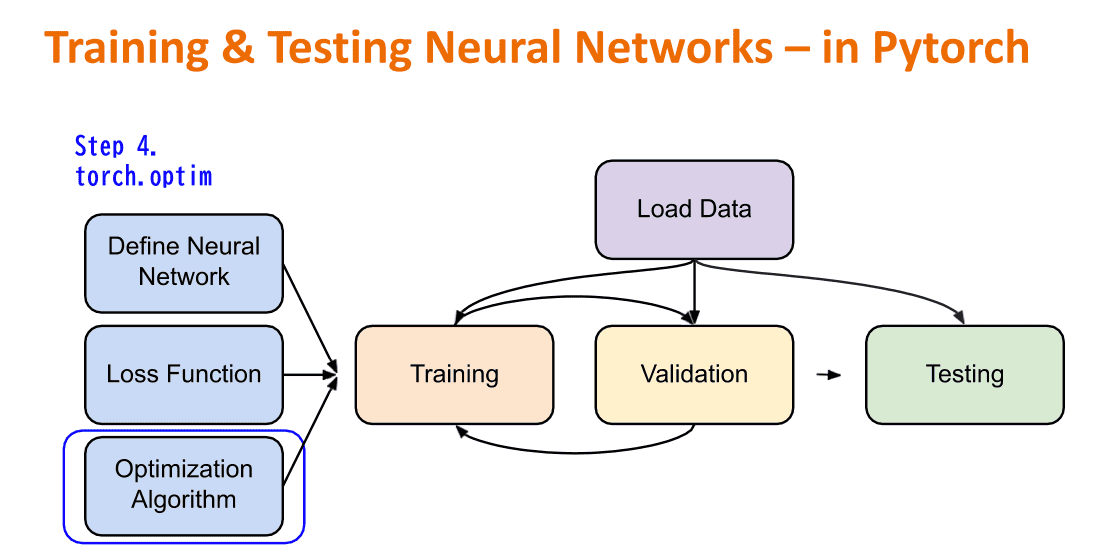 Training & Testing Neural Networks – in Pytorch
Step 4.
torch.optim
Load Data
Define Neural
Network
Loss Function
Training
Validation
Testing
Optimization
Algorithm